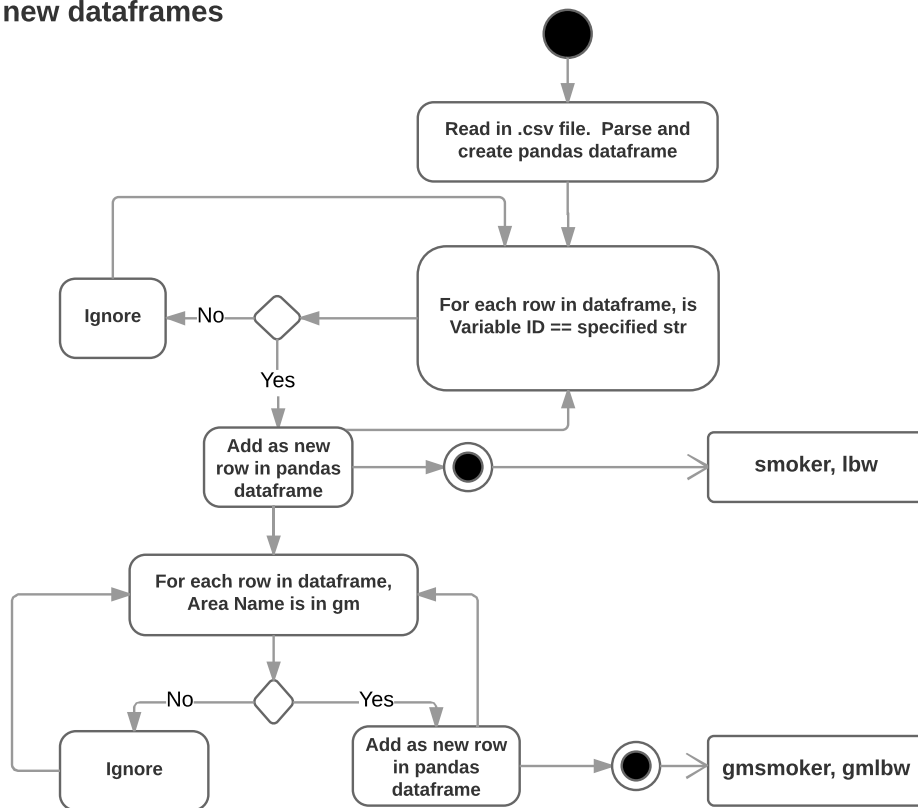 new dataframes
Read in .csv file.  Parse and
create pandas dataframe
For each row in dataframe, is
Variable ID == specified str
Ignore
No
Yes
Add as new
row in pandas
dataframe
smoker, lbw
For each row in dataframe,
Area Name is in gm
No
Yes
Ignore
Add as new row
in pandas
dataframe
gmsmoker, gmlbw